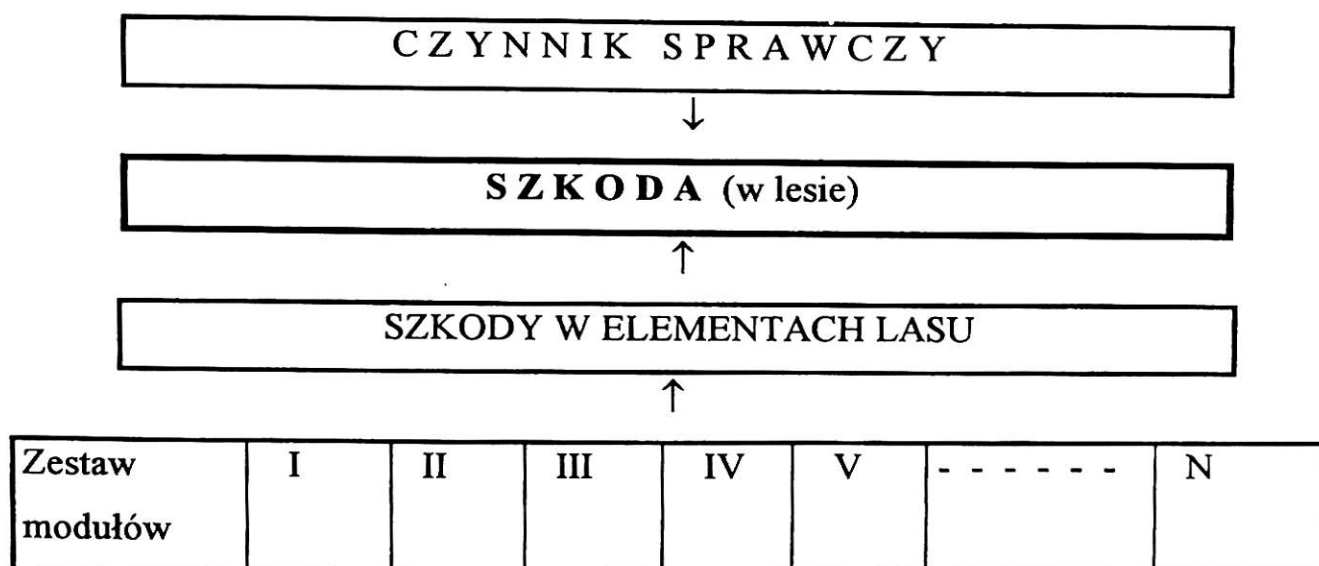 CZYNNIK SPRAWCZY
↓
SZKODA (w lesie)
↑
SZKODY W ELEMENTACH LASU
↑
Zestaw modułów I II III IV V - - - - - - N